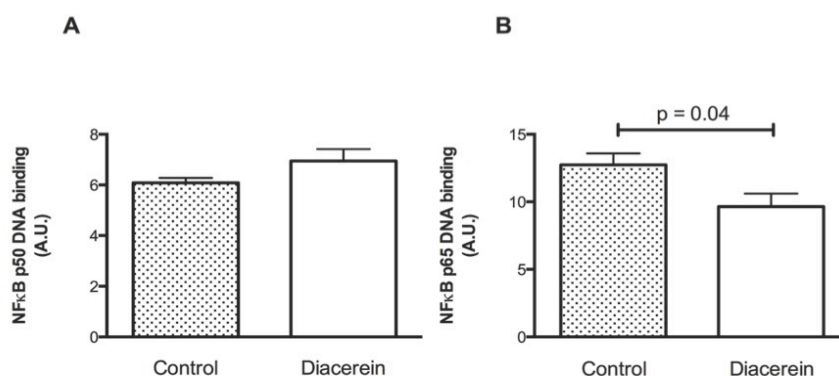 A
NFκB p50 DNA binding
(A.U.)
8
6
4
2
0
Control
Diacerein
B
NFκB p65 DNA binding
(A.U.)
p = 0.04
15
10
5
0
Control
Diacerein